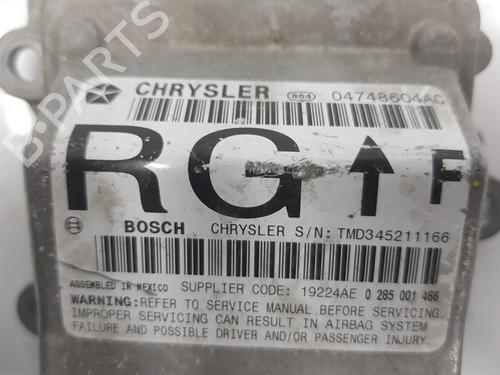 CHRYSLER 864 04748604AC
RG F
BOSCH CHRYSLER S/N: TMD345211166
ASSEMBLED IN MEXICO SUPPLIER CODE: 19224AE 0 285 001 466
WARNING:REFER TO SERVICE MANUAL BEFORE SERVICING.
IMPROPER SERVICING CAN RESULT IN AIRBAG SYSTEM
FAILURE AND POSSIBLE DRIVER AND/OR PASSENGER INJURY.
B-PARTS